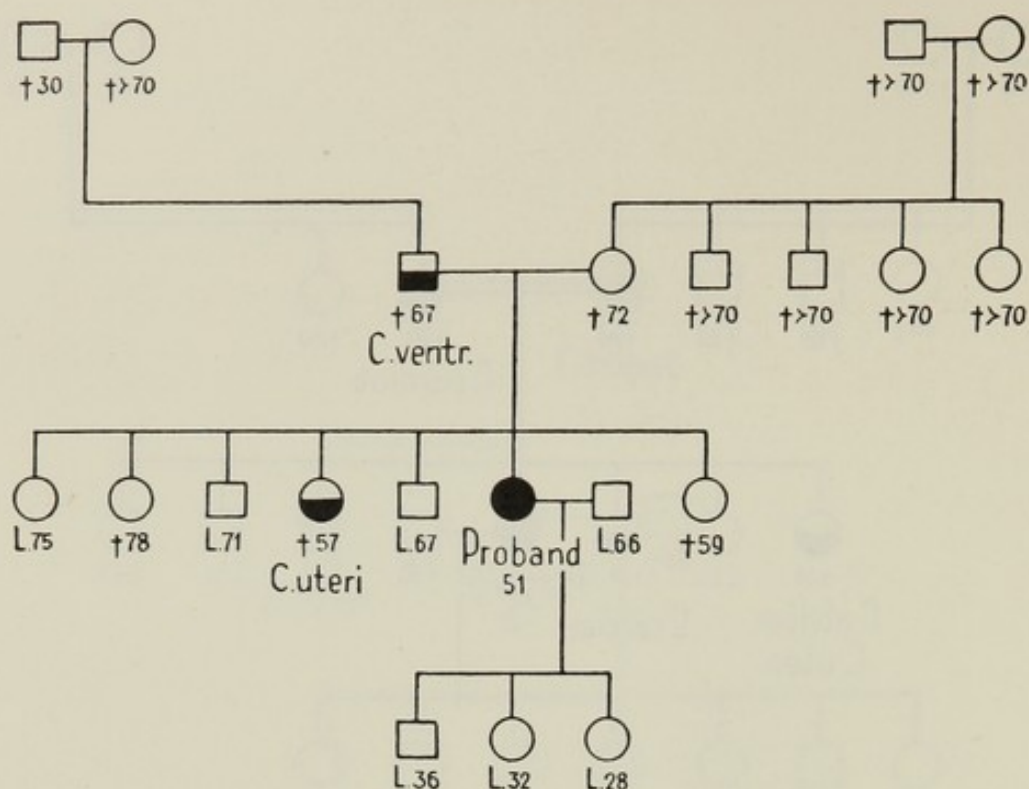 †30 †>70 †>70 †>70
†67 †72 †>70 †>70 †>70 †>70
C.ventr.
L.75 †78 L.71 †57 L.67 Proband L.66 †59
C.uteri 51
L.36 L.32 L.28